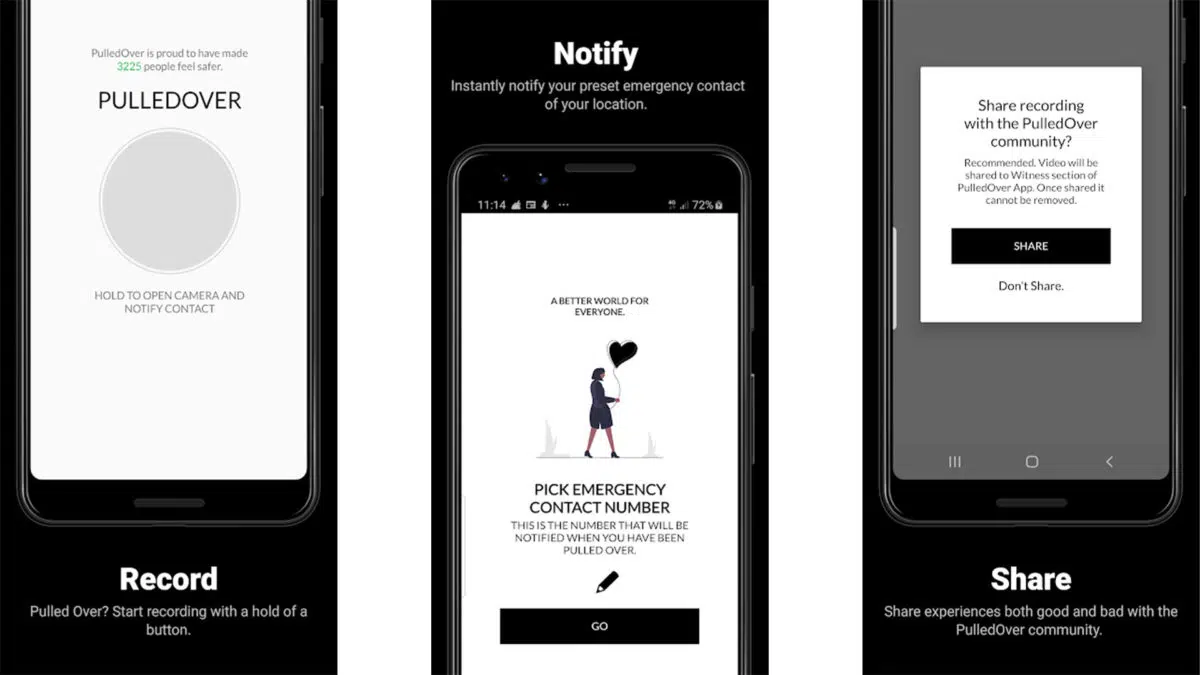 PulledOver is proud to have made
3225 people feel safer.
PULLEDOVER
HOLD TO OPEN CAMERA AND
NOTIFY CONTACT
Record
Pulled Over? Start recording with a hold of a
button.
Notify
Instantly notify your preset emergency contact
of your location.
11:14
72%
A BETTER WORLD FOR
EVERYONE.
PICK EMERGENCY
CONTACT NUMBER
THIS IS THE NUMBER THAT WILL BE
NOTIFIED WHEN YOU HAVE BEEN
PULLED OVER.
GO
Share recording
with the PulledOver
community?
Recommended. Video will be
shared to Witness section of
PulledOver App. Once shared it
cannot be removed.
SHARE
Don't Share.
Share
Share experiences both good and bad with the
PulledOver community.